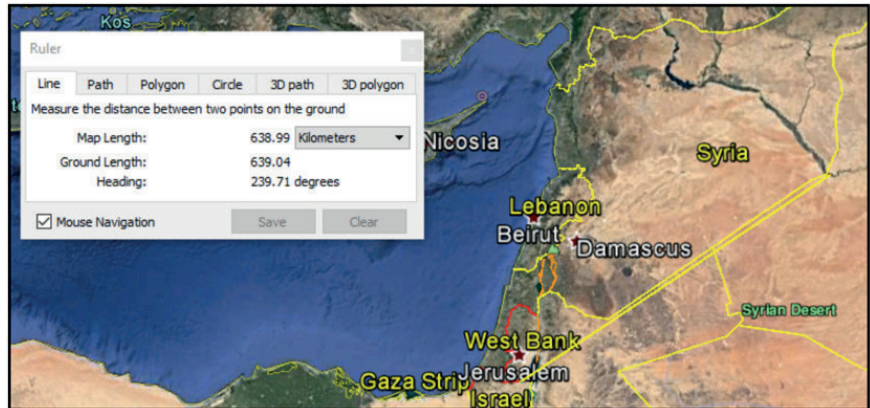 Kos
Ruler
Line Path Polygon Circle 3D path 3D polygon
Measure the distance between two points on the ground
Map Length: 638.99 Kilometers
Ground Length: 639.04
Heading: 239.71 degrees
Mouse Navigation Save Clear
Nicosia
Syria
Lebanon
Beirut
Damascus
Syrian Desert
West Bank
Jerusalem
Gaza Strip
Israel